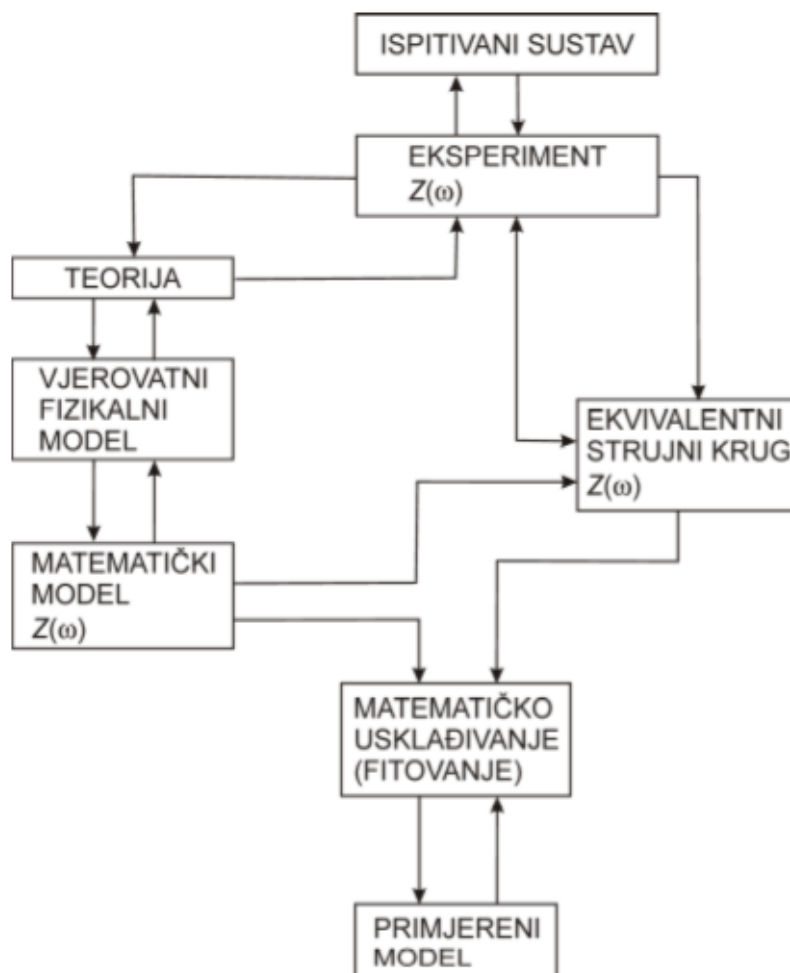 ISPITIVANI SUSTAV
EKSPERIMENT
Z(ω)
TEORIJA
VJEROVATNI
FIZIKALNI
MODEL
EKVIVALENTNI
STRUJNI KRUG
Z(ω)
MATEMATIČKI
MODEL
Z(ω)
MATEMATIČKO
USKLAĐIVANJE
(FITOVANJE)
PRIMJERENI
MODEL